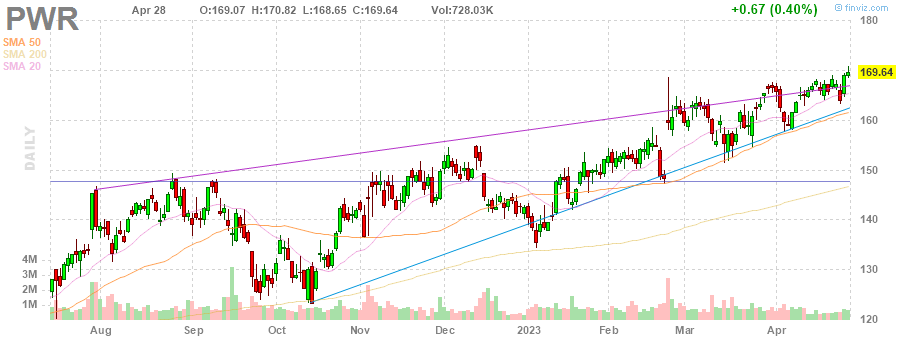 PWR Apr 28 O:169.07 H:170.82 L:168.65 C:169.64 Vol:728.03K +0.67 (0.40%) finviz.com
SMA 50
SMA 200
SMA 20
DAILY
180
169.64
160
150
140
130
120
4M
3M
2M
1M
Aug Sep Oct Nov Dec 2023 Feb Mar Apr